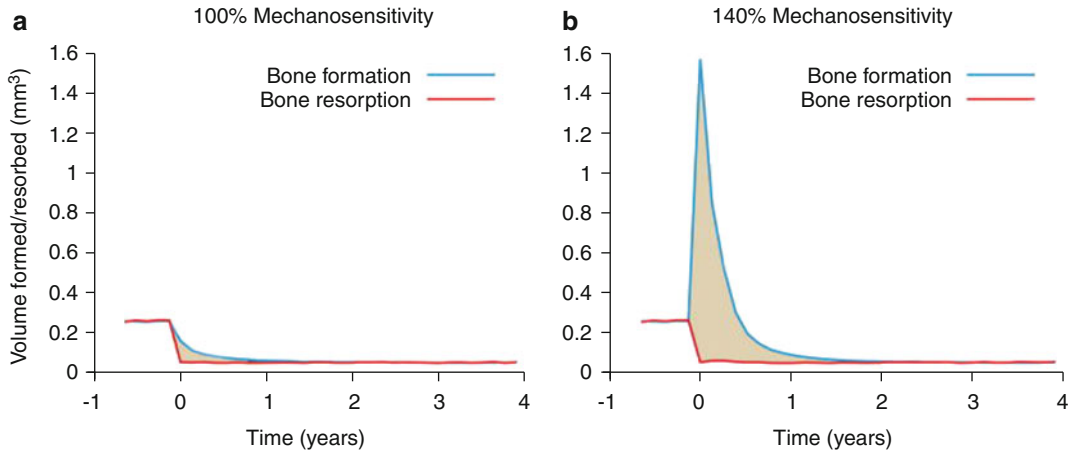 a
100% Mechanosensitivity
Volume formed/resorbed (mm³)
1.6
1.4
1.2
1
0.8
0.6
0.4
0.2
0
Bone formation
Bone resorption
-1
0
1
2
3
4
Time (years)
b
140% Mechanosensitivity
1.6
1.4
1.2
1
0.8
0.6
0.4
0.2
0
Bone formation
Bone resorption
-1
0
1
2
3
4
Time (years)